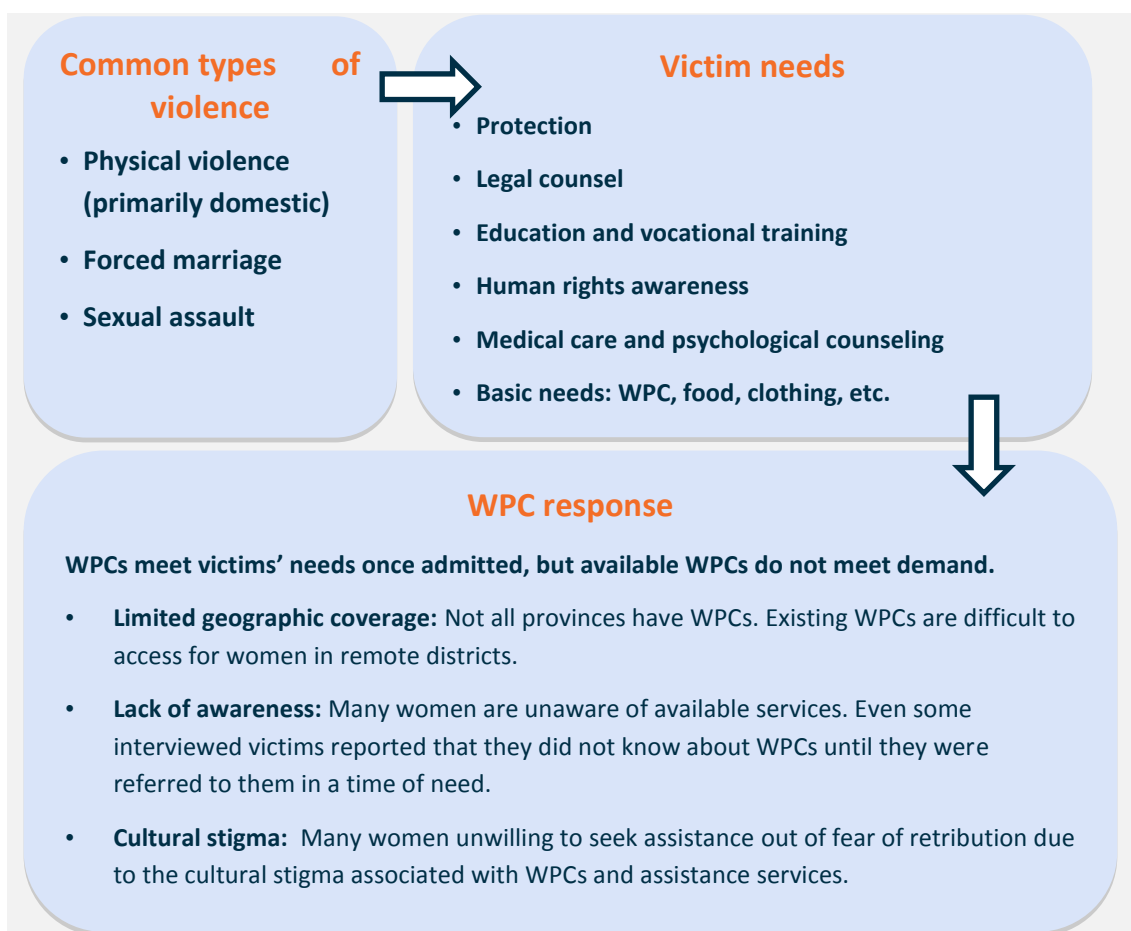 Common types of
violence
• Physical violence
(primarily domestic)
• Forced marriage
• Sexual assault
Victim needs
• Protection
• Legal counsel
• Education and vocational training
• Human rights awareness
• Medical care and psychological counseling
• Basic needs: WPC, food, clothing, etc.
WPC response
WPCs meet victims’ needs once admitted, but available WPCs do not meet demand.
• Limited geographic coverage: Not all provinces have WPCs. Existing WPCs are difficult to
access for women in remote districts.
• Lack of awareness: Many women are unaware of available services. Even some
interviewed victims reported that they did not know about WPCs until they were
referred to them in a time of need.
• Cultural stigma: Many women unwilling to seek assistance out of fear of retribution due
to the cultural stigma associated with WPCs and assistance services.